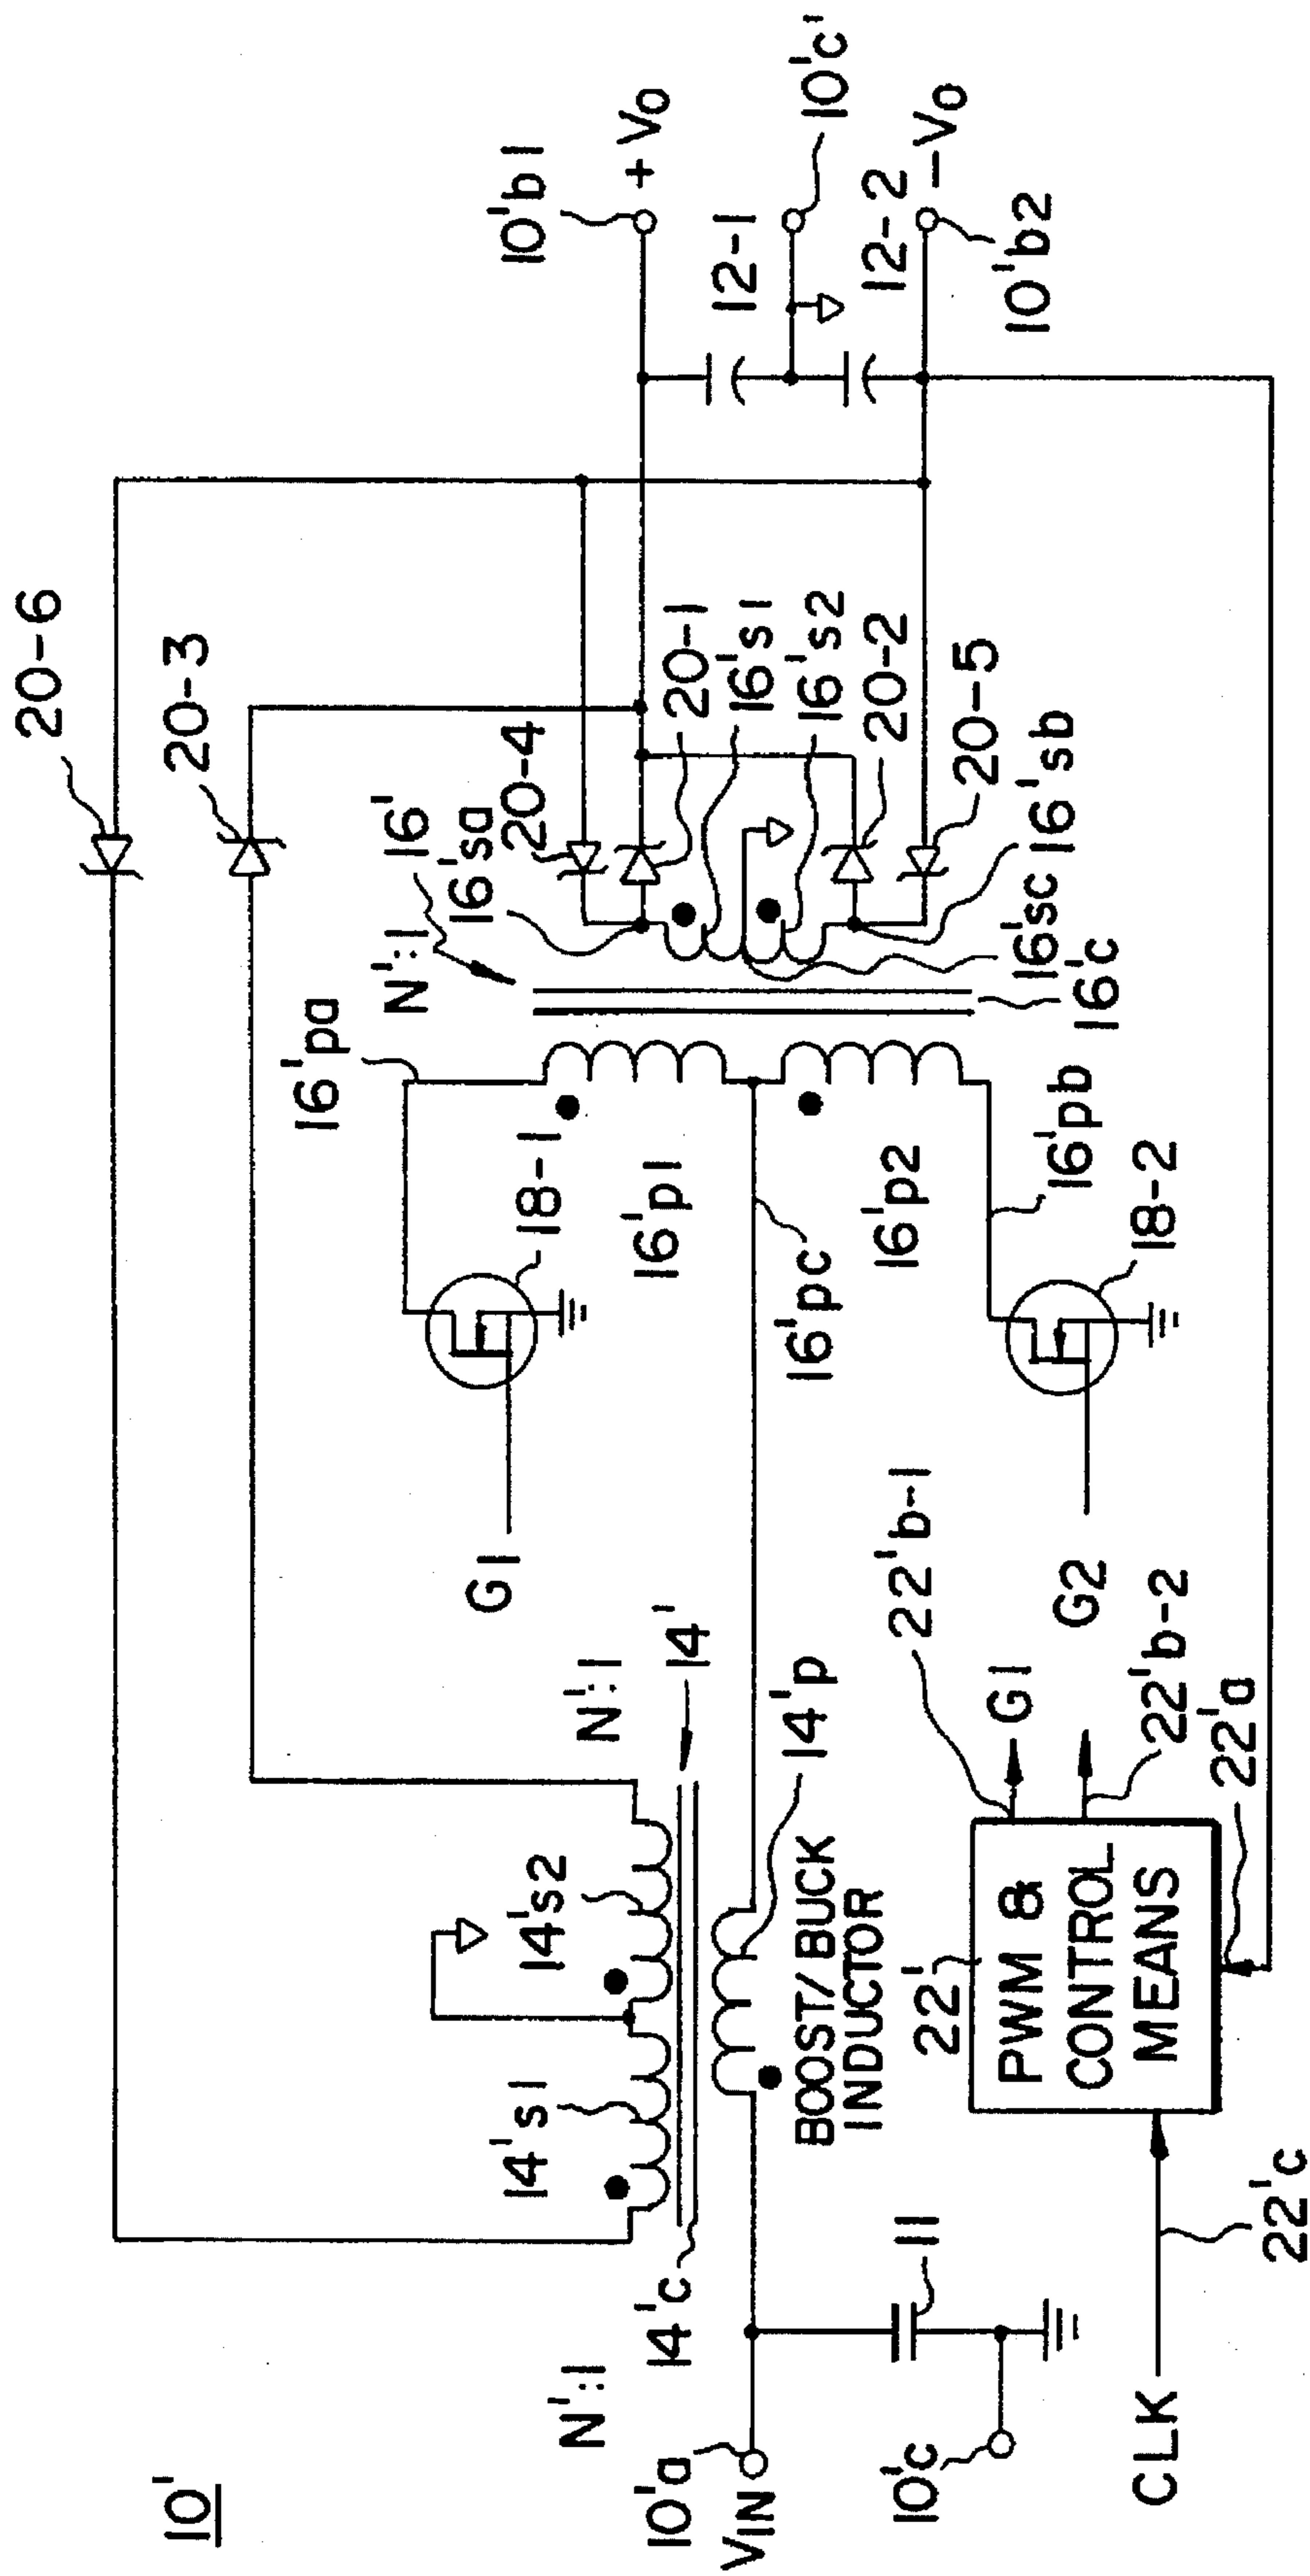 10'
20-6
20-3
10'b1
+V0
12-1
10'c'
12-2
-V0
10'b2
16'
N':1
16'sa
20-4
20-1
16's1
16's2
20-2
20-5
16'sb
16'sc
16'c
16'pa
18-1
16'p1
16'pc
16'p2
16'pb
18-2
G1
G2
N':1
14'
14's2
14's1
14'p
14'c
BOOST/BUCK
INDUCTOR
N':1
10'a
VIN
11
10'c
22'b-1
G1
22'b-2
22'a
22'
PWM &
CONTROL
MEANS
CLK
22'c